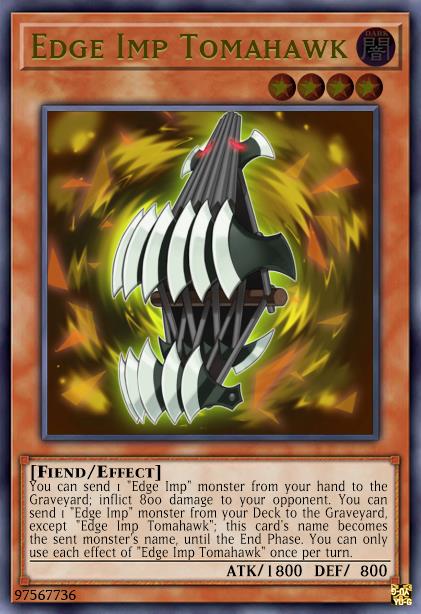 EDGE IMP TOMAHAWK
DARK
闇
[FIEND/EFFECT]
You can send 1 "Edge Imp" monster from your hand to the
Graveyard; inflict 800 damage to your opponent. You can
send 1 "Edge Imp" monster from your Deck to the Graveyard,
except "Edge Imp Tomahawk"; this card's name becomes
the sent monster's name, until the End Phase. You can only
use each effect of "Edge Imp Tomahawk" once per turn.
ATK/1800 DEF/ 800
97567736